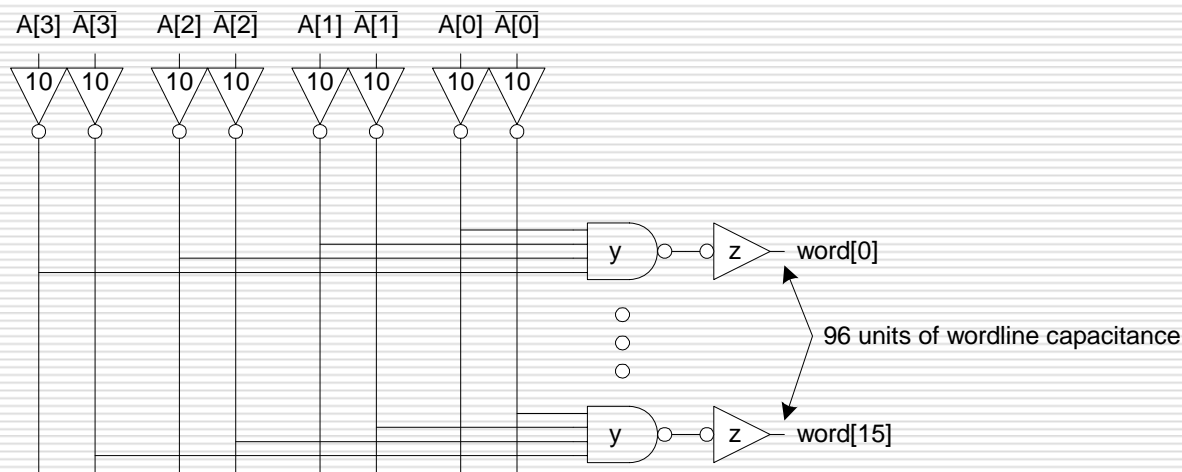 A[3] A̅[̅3̅]̅ A[2] A̅[̅2̅]̅ A[1] A̅[̅1̅]̅ A[0] A̅[̅0̅]̅
10 10 10 10 10 10 10 10
y z word[0]
96 units of wordline capacitance
y z word[15]